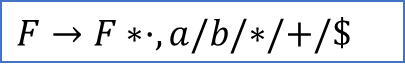 F → F ∗·, a/b/∗/+/$